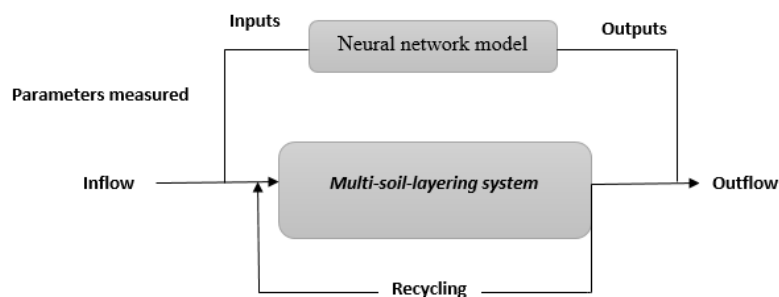 Inputs
Neural network model
Outputs
Parameters measured
Inflow
Multi-soil-layering system
Outflow
Recycling